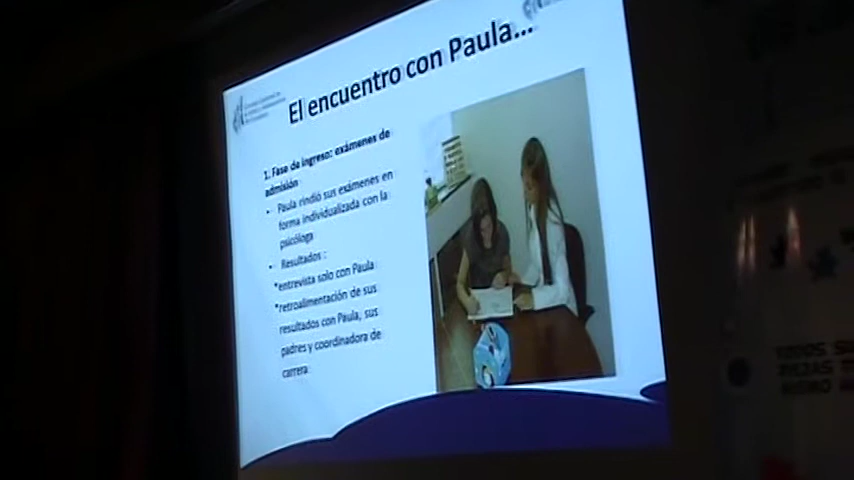 El encuentro con Paula...
1. Fase de ingreso: exámenes de
admisión
• Paula rindió sus exámenes en
forma individualizada con la
psicóloga
• Resultados :
*entrevista solo con Paula
*retroalimentación de sus
resultados con Paula, sus
padres y coordinadora de
carrera